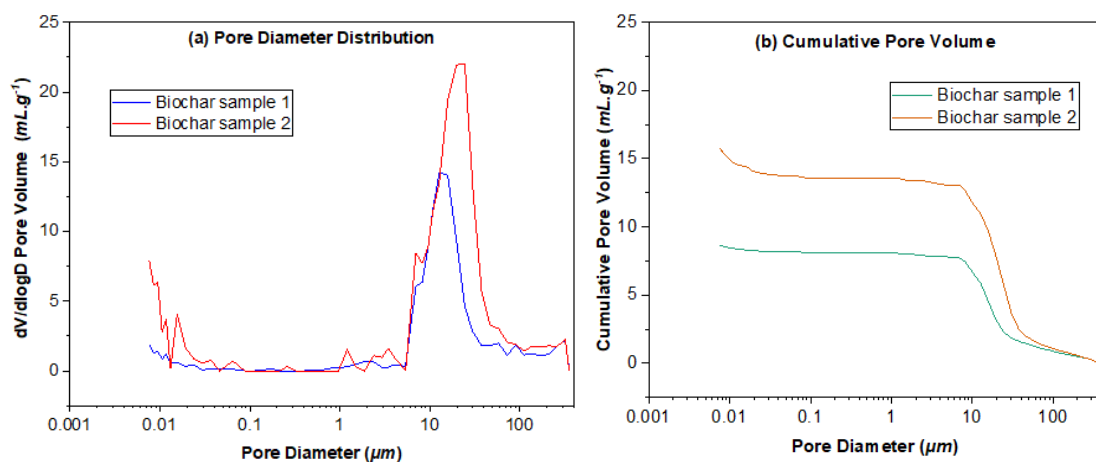 (a) Pore Diameter Distribution
Biochar sample 1
Biochar sample 2
dV/dlogD Pore Volume (mL.g-1)
25
20
15
10
5
0
0.001
0.01
0.1
1
10
100
Pore Diameter (µm)
(b) Cumulative Pore Volume
Biochar sample 1
Biochar sample 2
Cumulative Pore Volume (mL.g-1)
25
20
15
10
5
0
0.001
0.01
0.1
1
10
100
Pore Diameter (µm)